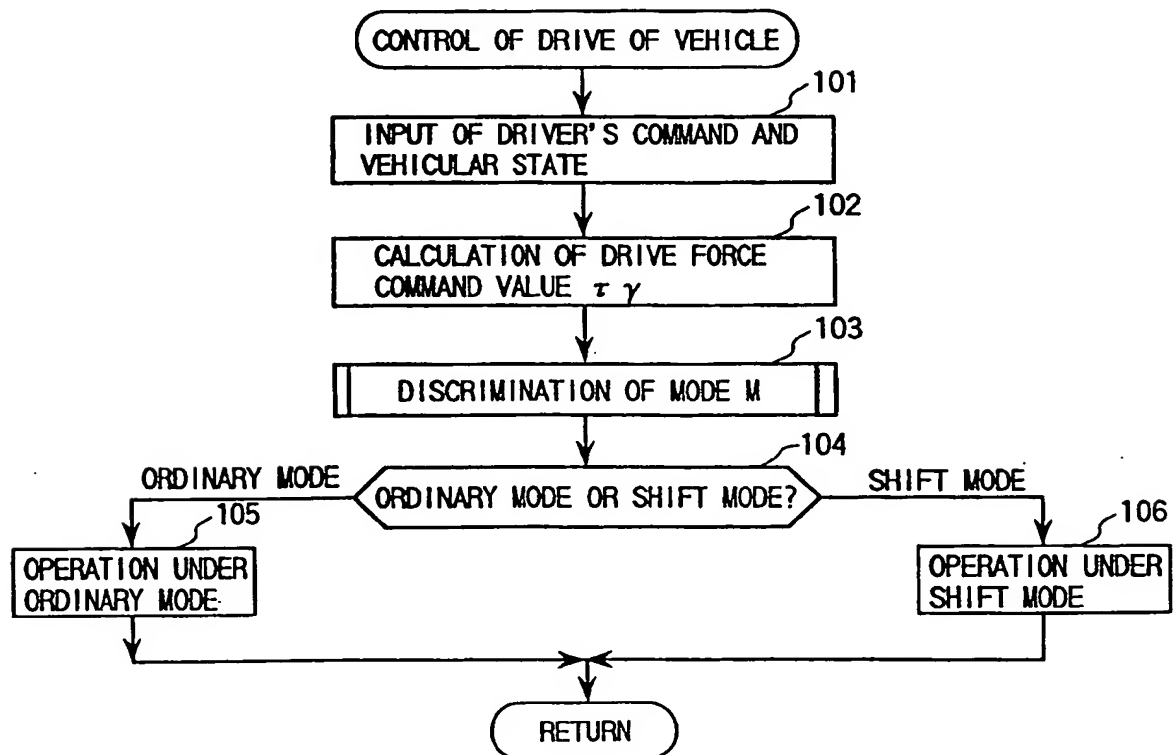 CONTROL OF DRIVE OF VEHICLE
101
INPUT OF DRIVER'S COMMAND AND
VEHICULAR STATE
102
CALCULATION OF DRIVE FORCE
COMMAND VALUE τ γ
103
DISCRIMINATION OF MODE M
104
ORDINARY MODE
ORDINARY MODE OR SHIFT MODE?
SHIFT MODE
105
OPERATION UNDER
ORDINARY MODE
106
OPERATION UNDER
SHIFT MODE
RETURN